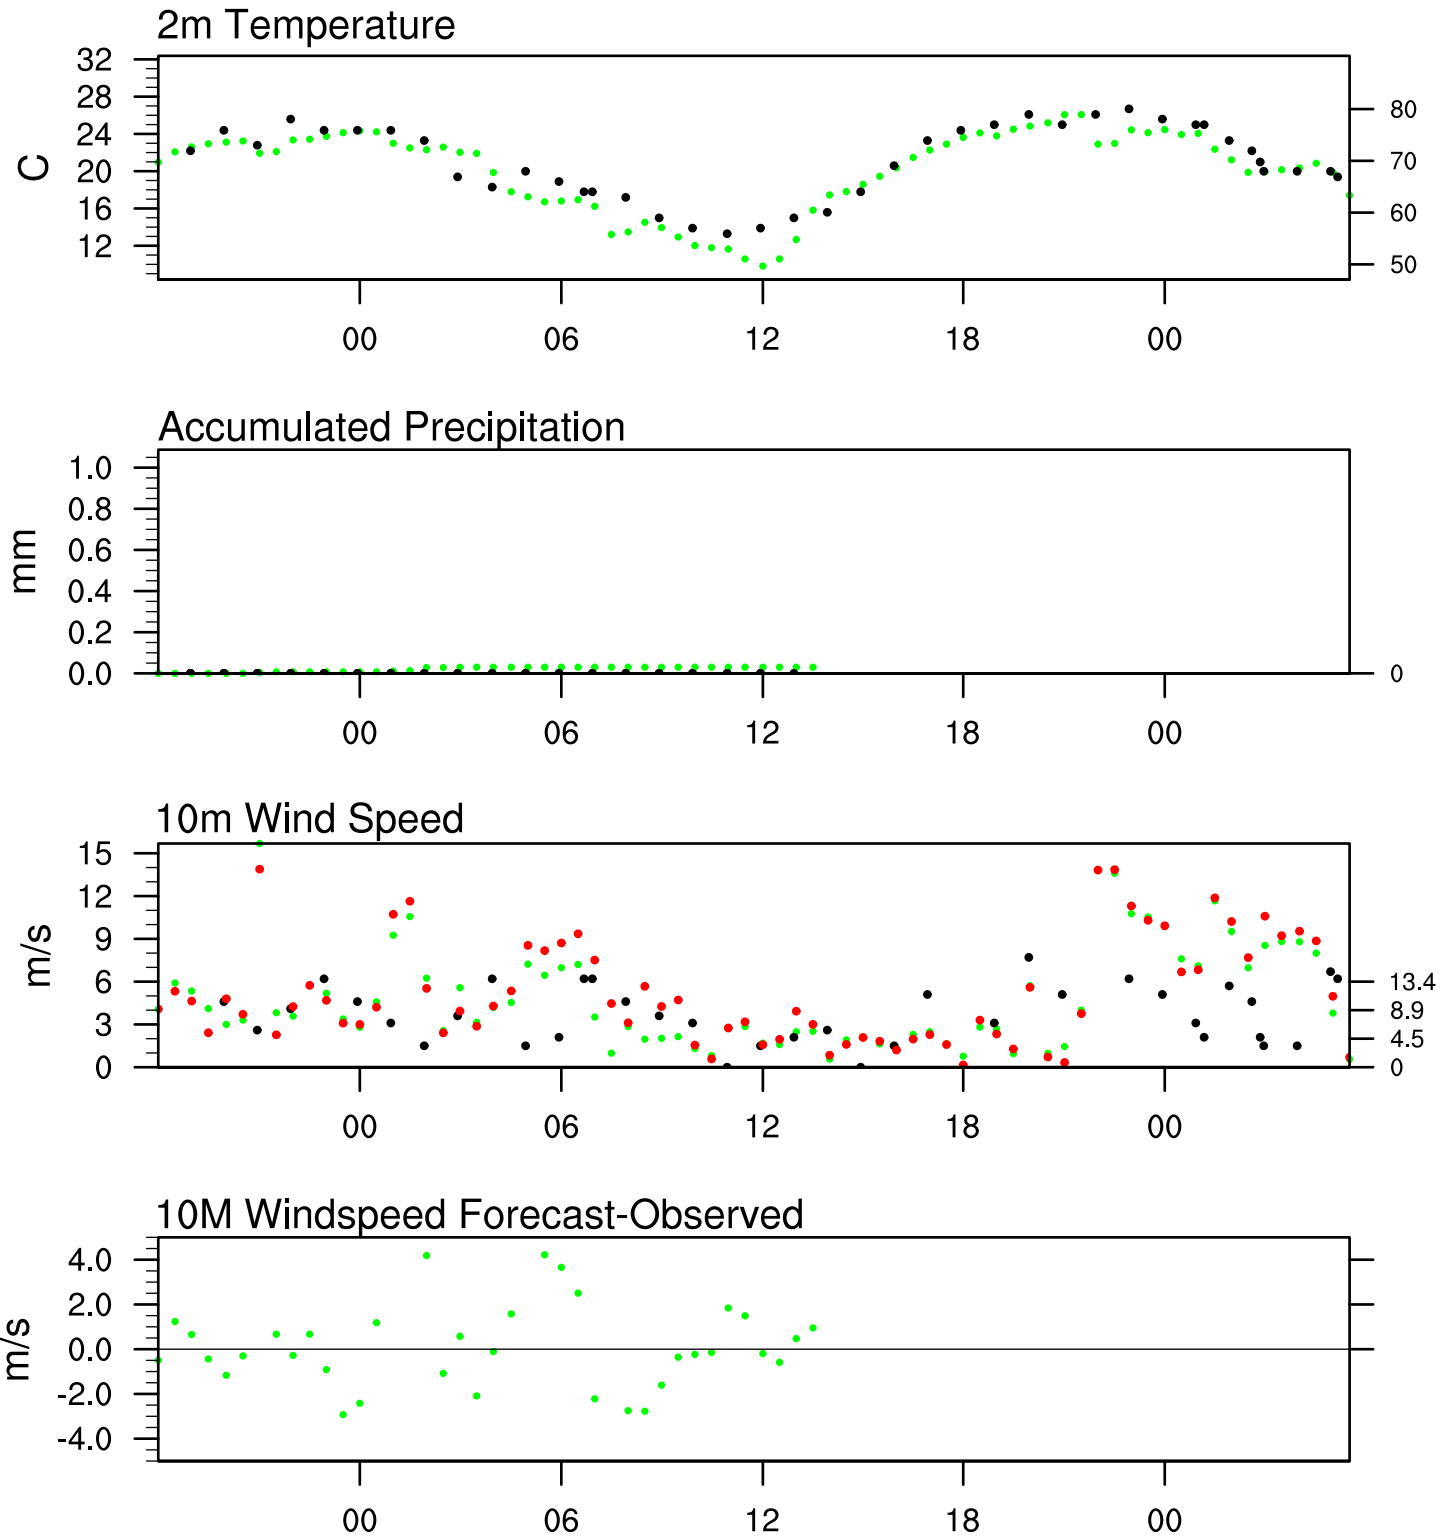 2m Temperature
32
28
24
20
16
12
C
80
70
60
50
00 06 12 18 00
Accumulated Precipitation
1.0
0.8
0.6
0.4
0.2
0.0
mm
0
00 06 12 18 00
10m Wind Speed
15
12
9
6
3
0
m/s
13.4
8.9
4.5
0
00 06 12 18 00
10M Windspeed Forecast-Observed
4.0
2.0
0.0
-2.0
-4.0
m/s
00 06 12 18 00